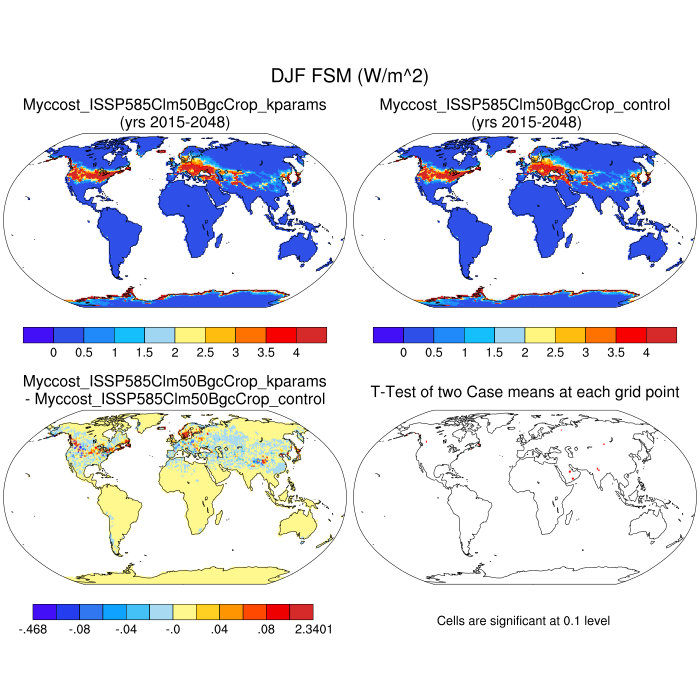 DJF FSM (W/m^2)
Myccost_ISSP585Clm50BgcCrop_kparams
(yrs 2015-2048)
Myccost_ISSP585Clm50BgcCrop_control
(yrs 2015-2048)
0 0.5 1 1.5 2 2.5 3 3.5 4
0 0.5 1 1.5 2 2.5 3 3.5 4
Myccost_ISSP585Clm50BgcCrop_kparams
- Myccost_ISSP585Clm50BgcCrop_control
T-Test of two Case means at each grid point
-.468 -.08 -.04 -.0 .04 .08 2.3401
Cells are significant at 0.1 level